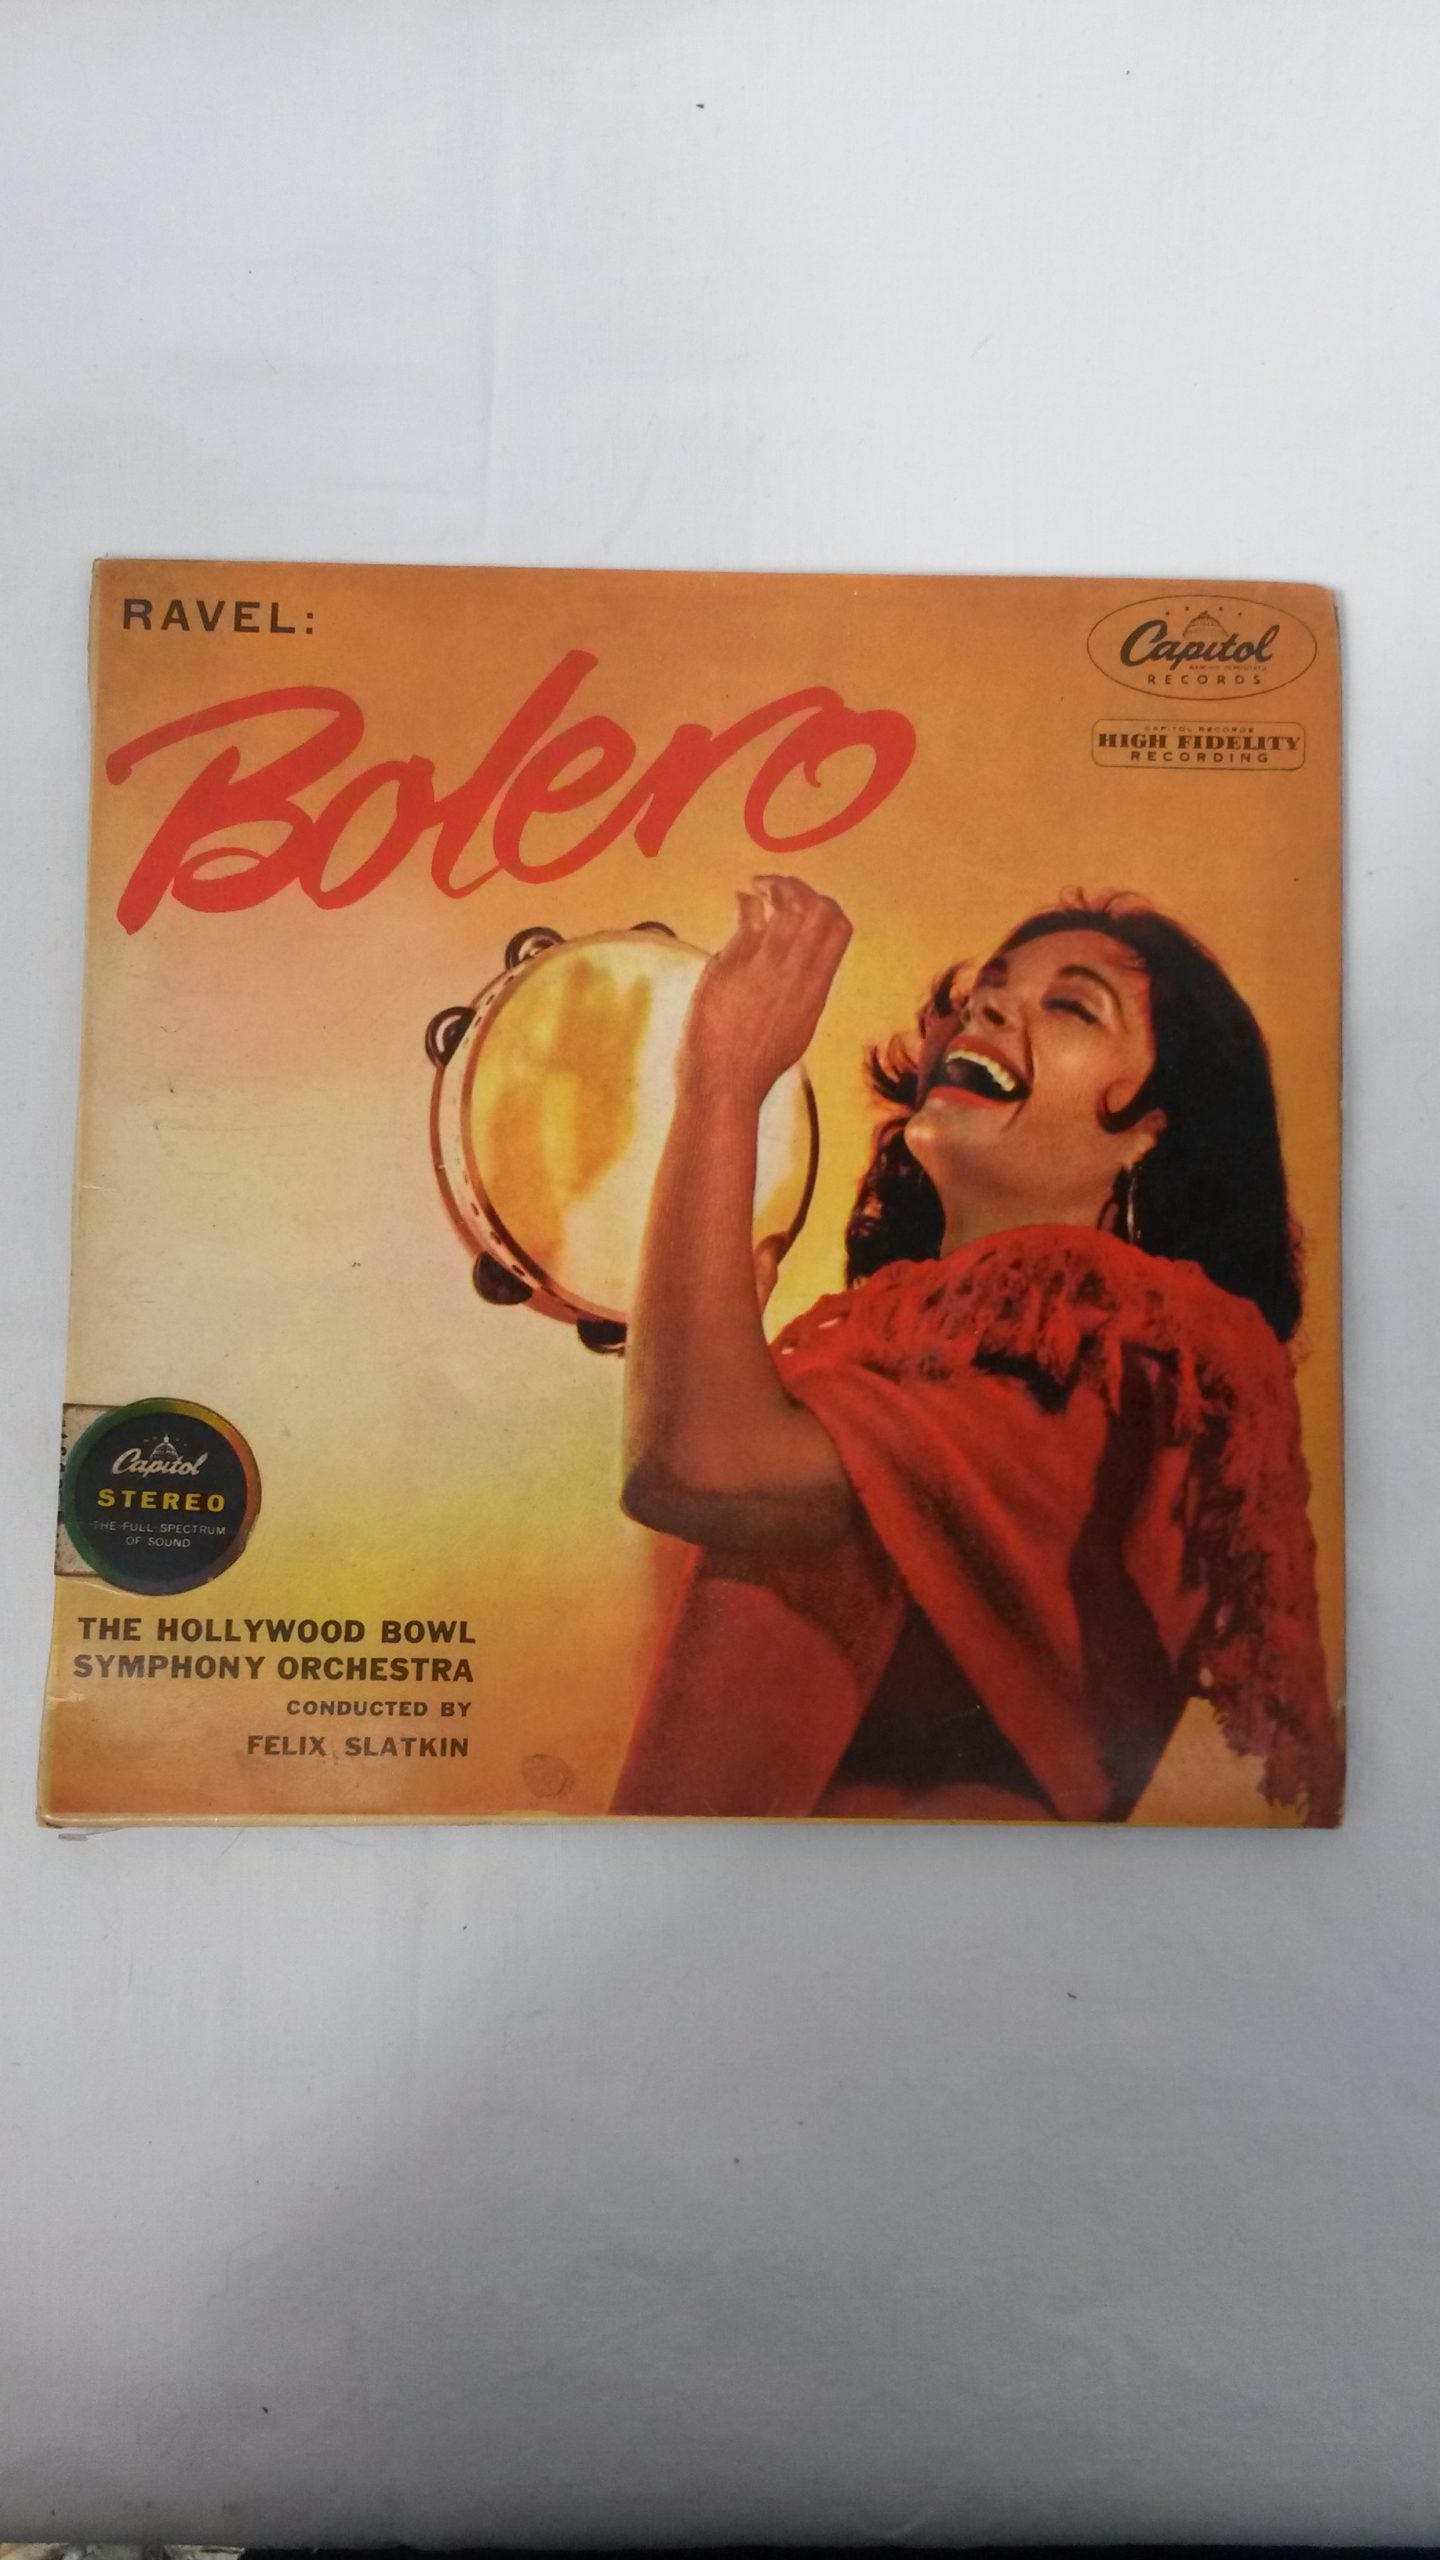 RAVEL:
Bolero
Capitol
RECORDS
CAPITOL RECORDS
HIGH FIDELITY
RECORDING
Capitol
STEREO
THE FULL SPECTRUM
OF SOUND
THE HOLLYWOOD BOWL
SYMPHONY ORCHESTRA
CONDUCTED BY
FELIX SLATKIN